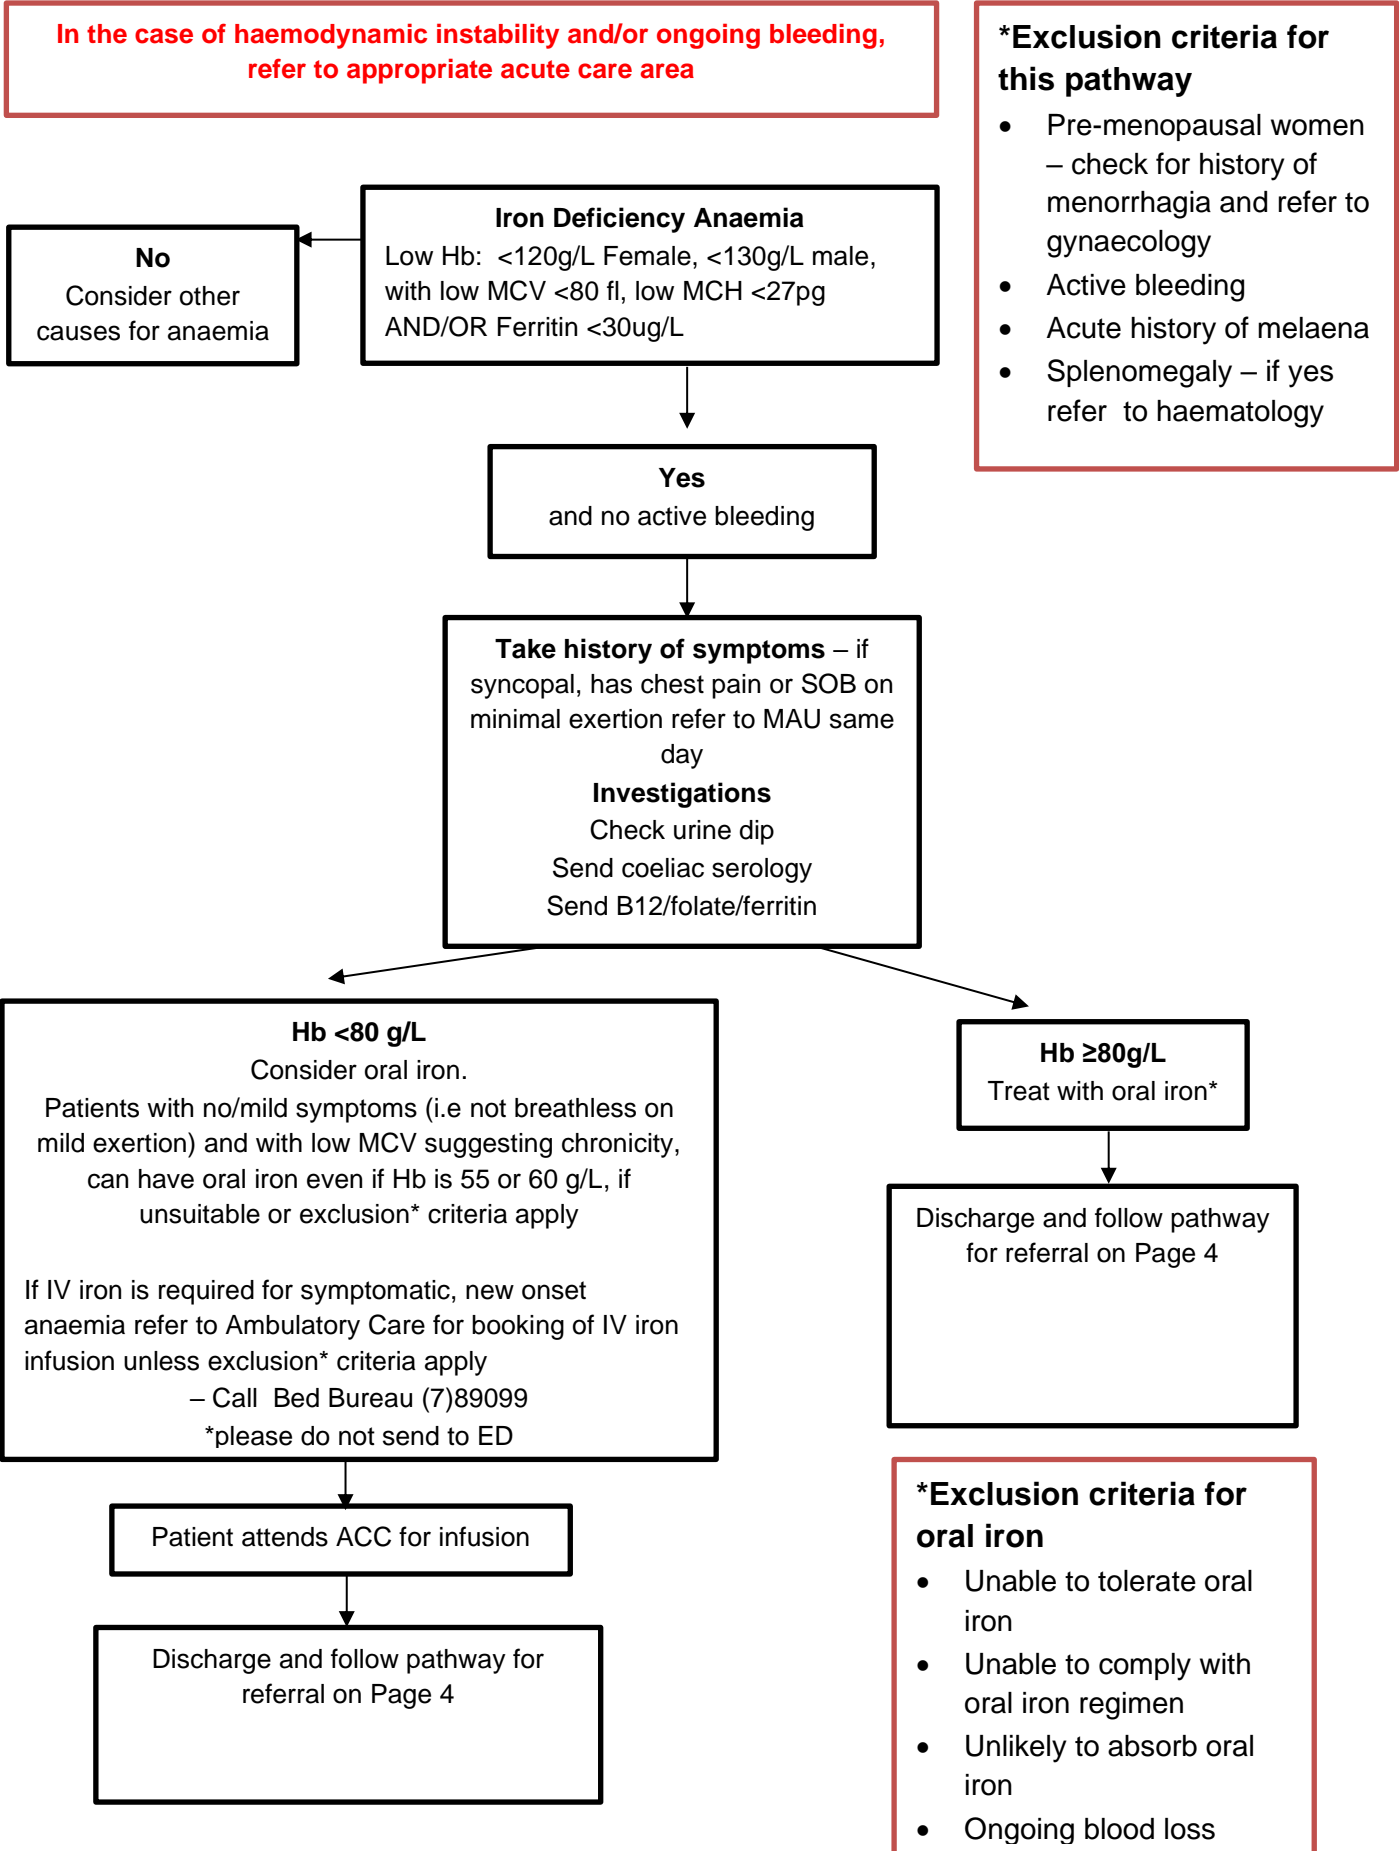 In the case of haemodynamic instability and/or ongoing bleeding,
refer to appropriate acute care area
*Exclusion criteria for
this pathway
• Pre-menopausal women
– check for history of
menorrhagia and refer to
gynaecology
• Active bleeding
• Acute history of melaena
• Splenomegaly – if yes
refer to haematology
Iron Deficiency Anaemia
Low Hb: <120g/L Female, <130g/L male,
with low MCV <80 fl, low MCH <27pg
AND/OR Ferritin <30ug/L
No
Consider other
causes for anaemia
Yes
and no active bleeding
Take history of symptoms – if
syncopal, has chest pain or SOB on
minimal exertion refer to MAU same
day
Investigations
Check urine dip
Send coeliac serology
Send B12/folate/ferritin
Hb <80 g/L
Consider oral iron.
Patients with no/mild symptoms (i.e not breathless on
mild exertion) and with low MCV suggesting chronicity,
can have oral iron even if Hb is 55 or 60 g/L, if
unsuitable or exclusion* criteria apply
If IV iron is required for symptomatic, new onset
anaemia refer to Ambulatory Care for booking of IV iron
infusion unless exclusion* criteria apply
– Call Bed Bureau (7)89099
*please do not send to ED
Hb ≥80g/L
Treat with oral iron*
Discharge and follow pathway
for referral on Page 4
Patient attends ACC for infusion
Discharge and follow pathway for
referral on Page 4
*Exclusion criteria for
oral iron
• Unable to tolerate oral
iron
• Unable to comply with
oral iron regimen
• Unlikely to absorb oral
iron
• Ongoing blood loss